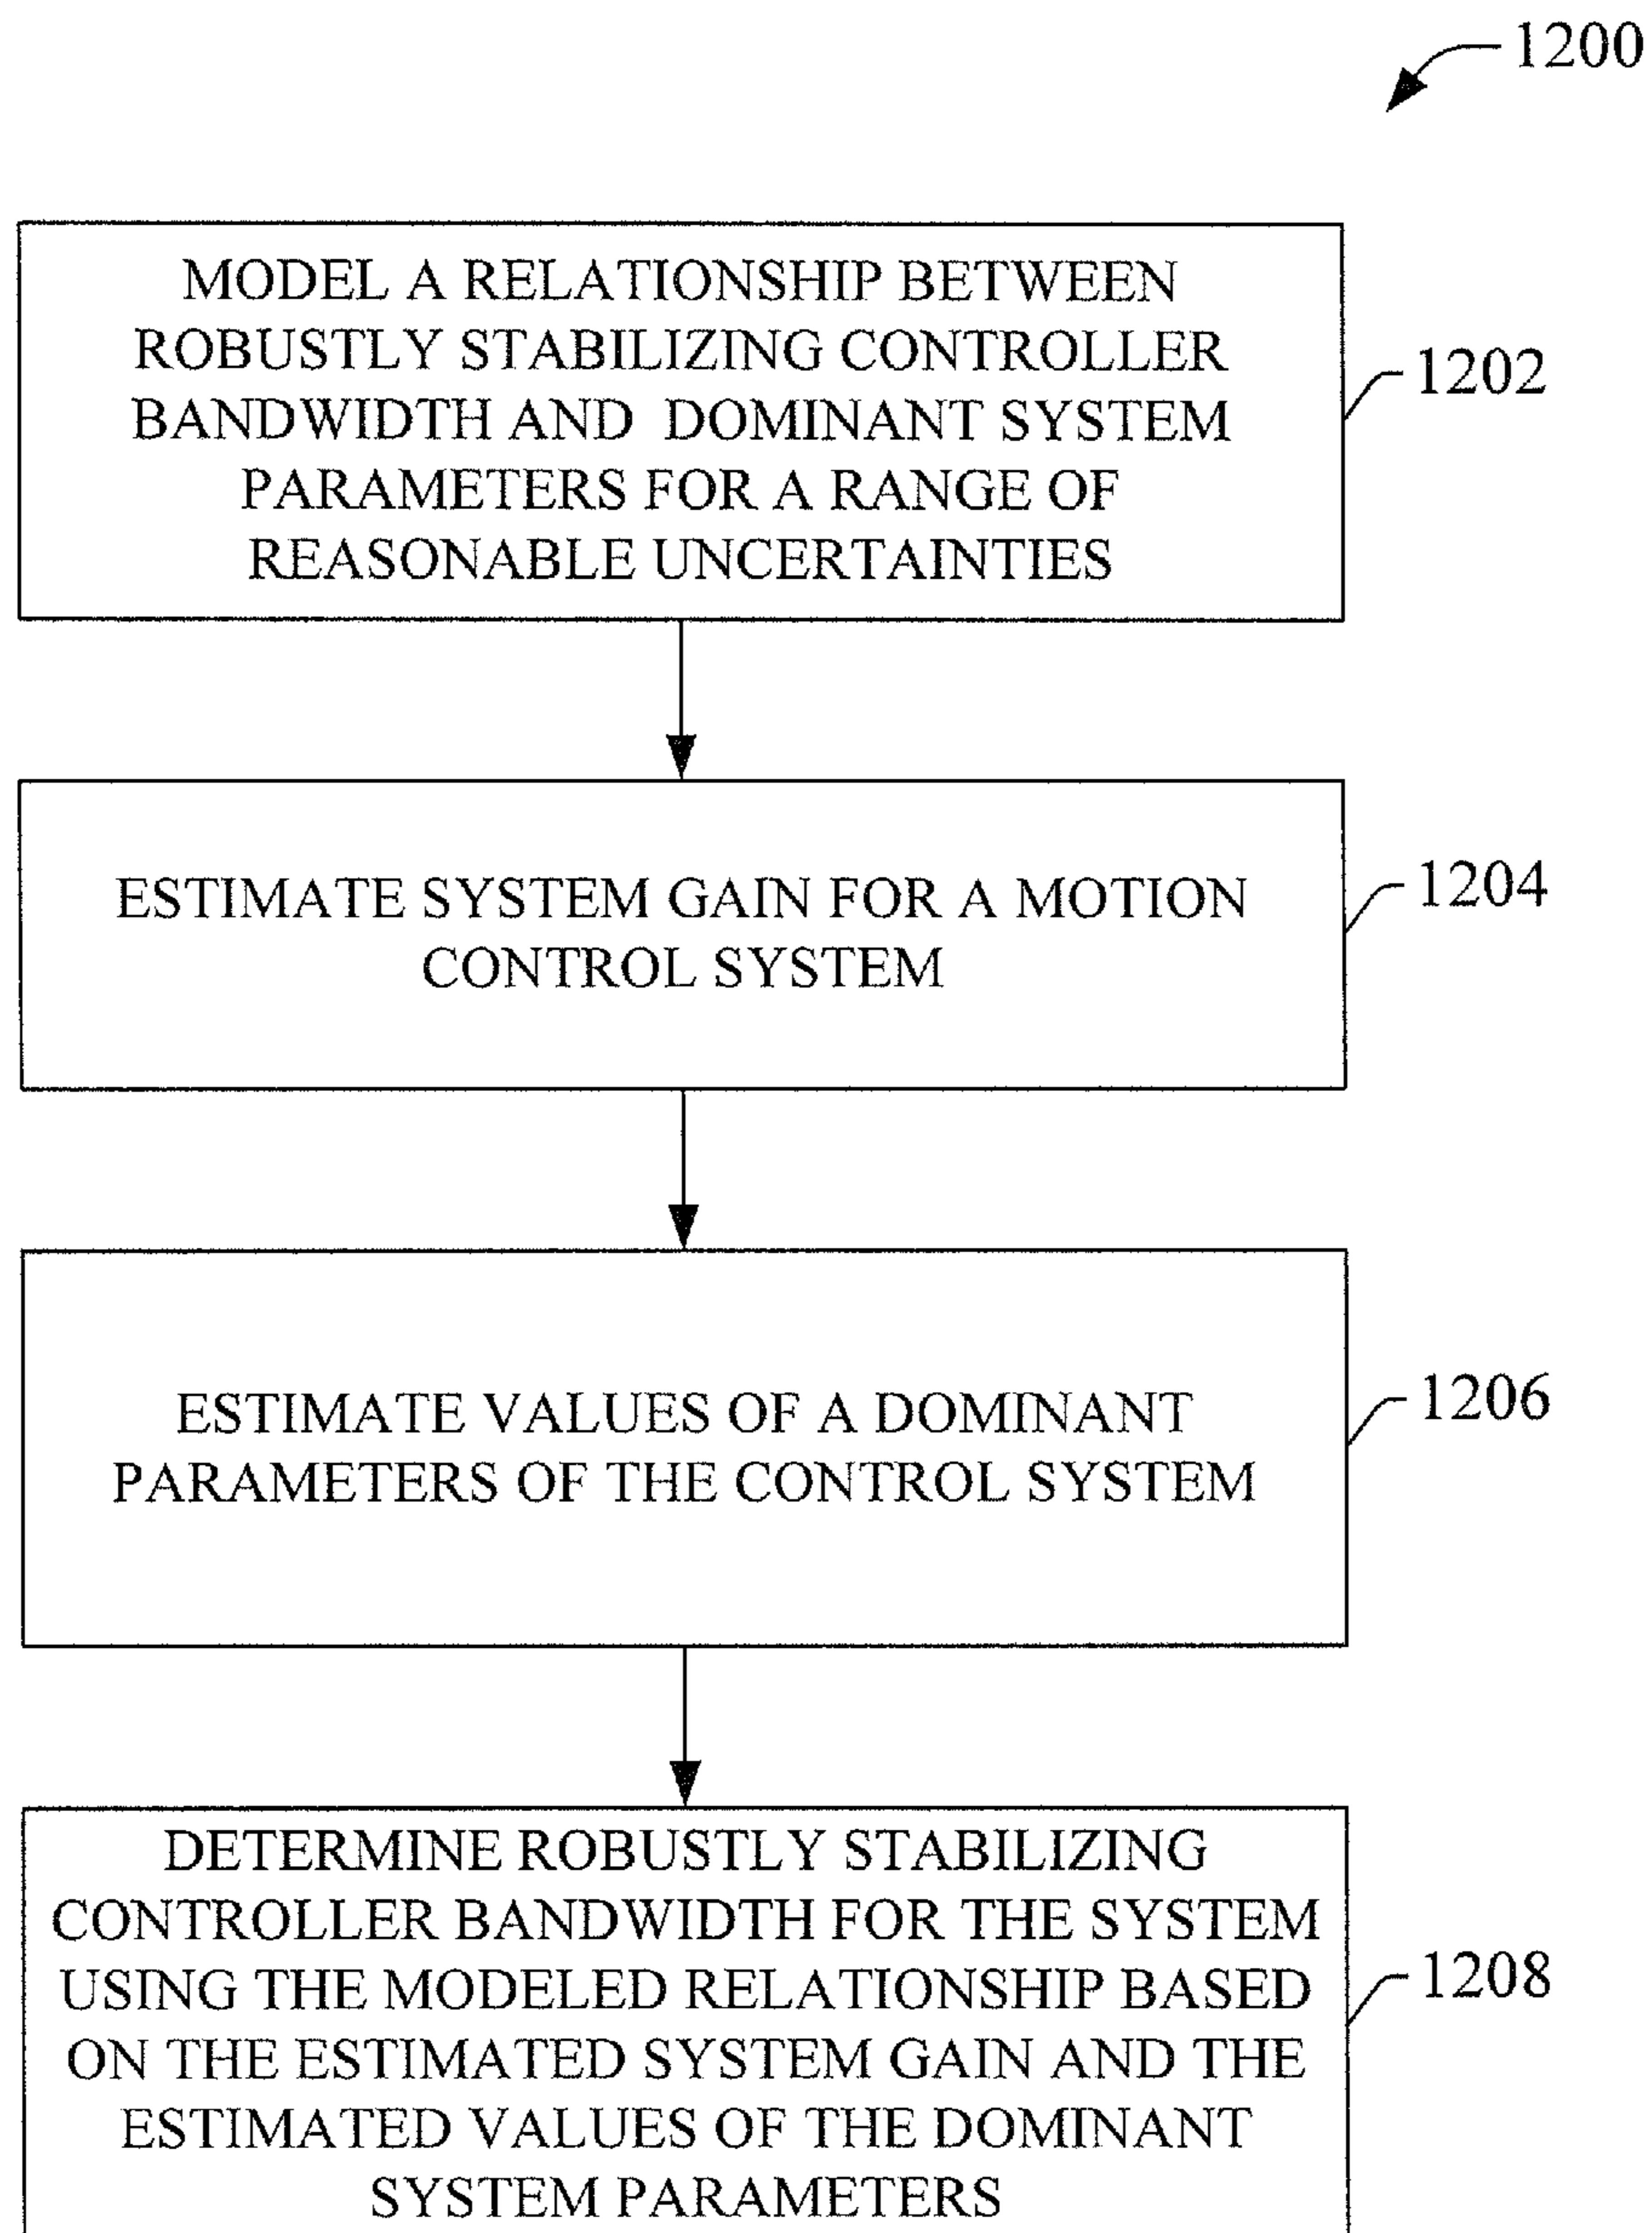 1200
MODEL A RELATIONSHIP BETWEEN
ROBUSTLY STABILIZING CONTROLLER
BANDWIDTH AND DOMINANT SYSTEM
PARAMETERS FOR A RANGE OF
REASONABLE UNCERTAINTIES
1202
ESTIMATE SYSTEM GAIN FOR A MOTION
CONTROL SYSTEM
1204
ESTIMATE VALUES OF A DOMINANT
PARAMETERS OF THE CONTROL SYSTEM
1206
DETERMINE ROBUSTLY STABILIZING
CONTROLLER BANDWIDTH FOR THE SYSTEM
USING THE MODELED RELATIONSHIP BASED
ON THE ESTIMATED SYSTEM GAIN AND THE
ESTIMATED VALUES OF THE DOMINANT
SYSTEM PARAMETERS
1208